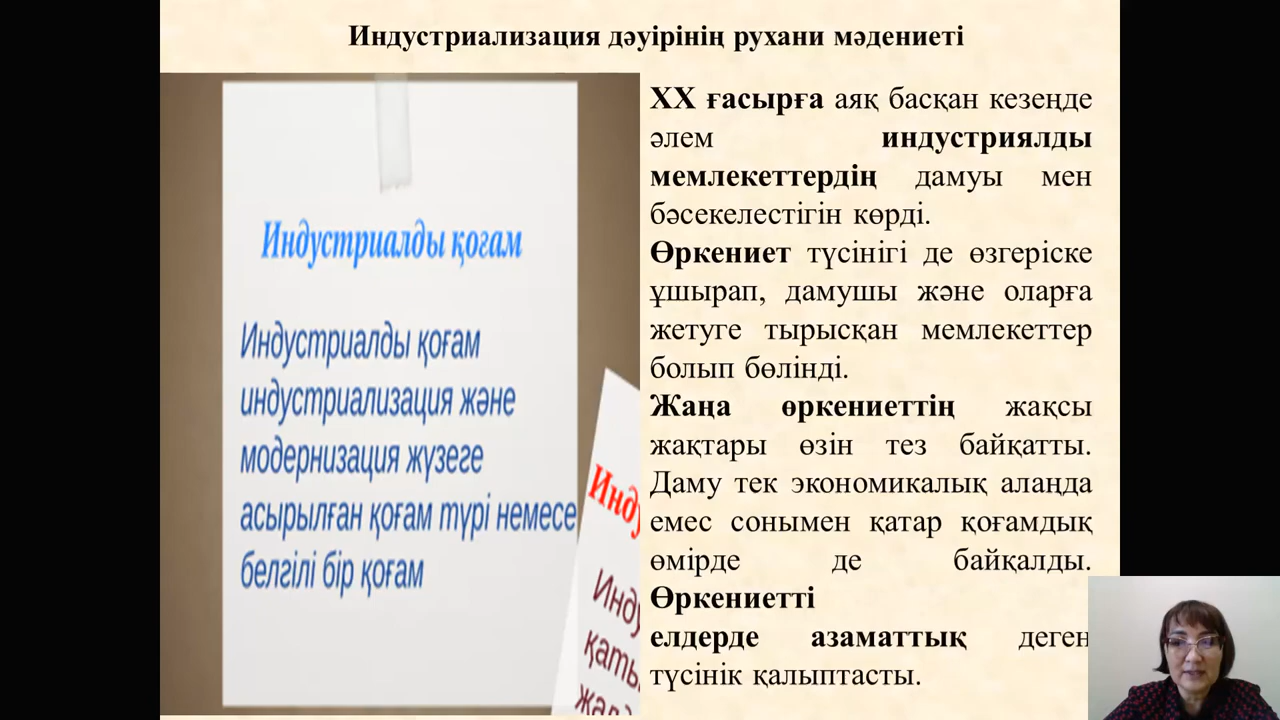 Индустриализация дәуірінің рухани мәдениеті
Индустриалды қоғам
Индустриалды қоғам
индустриализация және
модернизация жүзеге
асырылған қоғам түрі немесе
белгілі бір қоғам
ХХ ғасырға аяқ басқан кезеңде
әлем индустриялды
мемлекеттердің дамуы мен
бәсекелестігін көрді.
Өркениет түсінігі де өзгеріске
ұшырап, дамушы және оларға
жетуге тырысқан мемлекеттер
болып бөлінді.
Жаңа өркениеттің жақсы
жақтары өзін тез байқатты.
Даму тек экономикалық алаңда
емес сонымен қатар қоғамдық
өмірде де байқалды.
Өркениетті
елдерде азаматтық деген
түсінік қалыптасты.